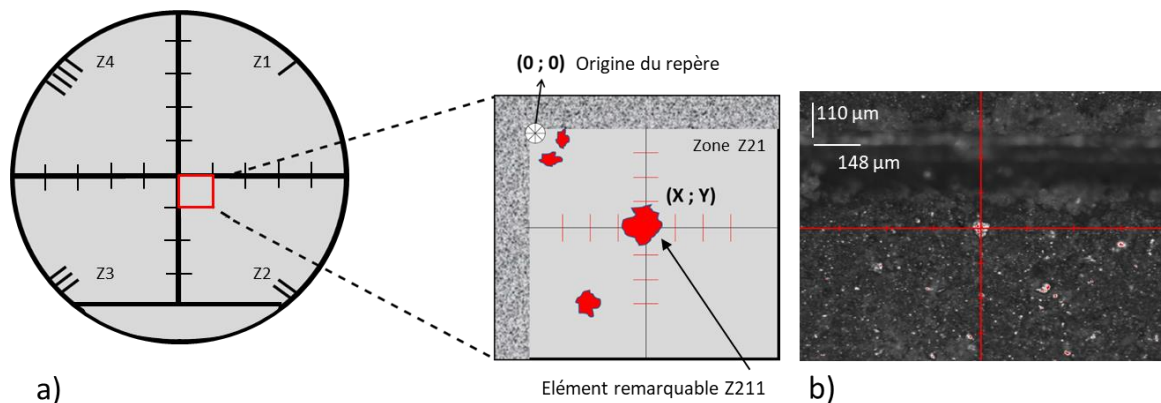 Z4
Z1
Z3
Z2
a)
(0 ; 0) Origine du repère
Zone Z21
(X ; Y)
Elément remarquable Z211
110 µm
148 µm
b)